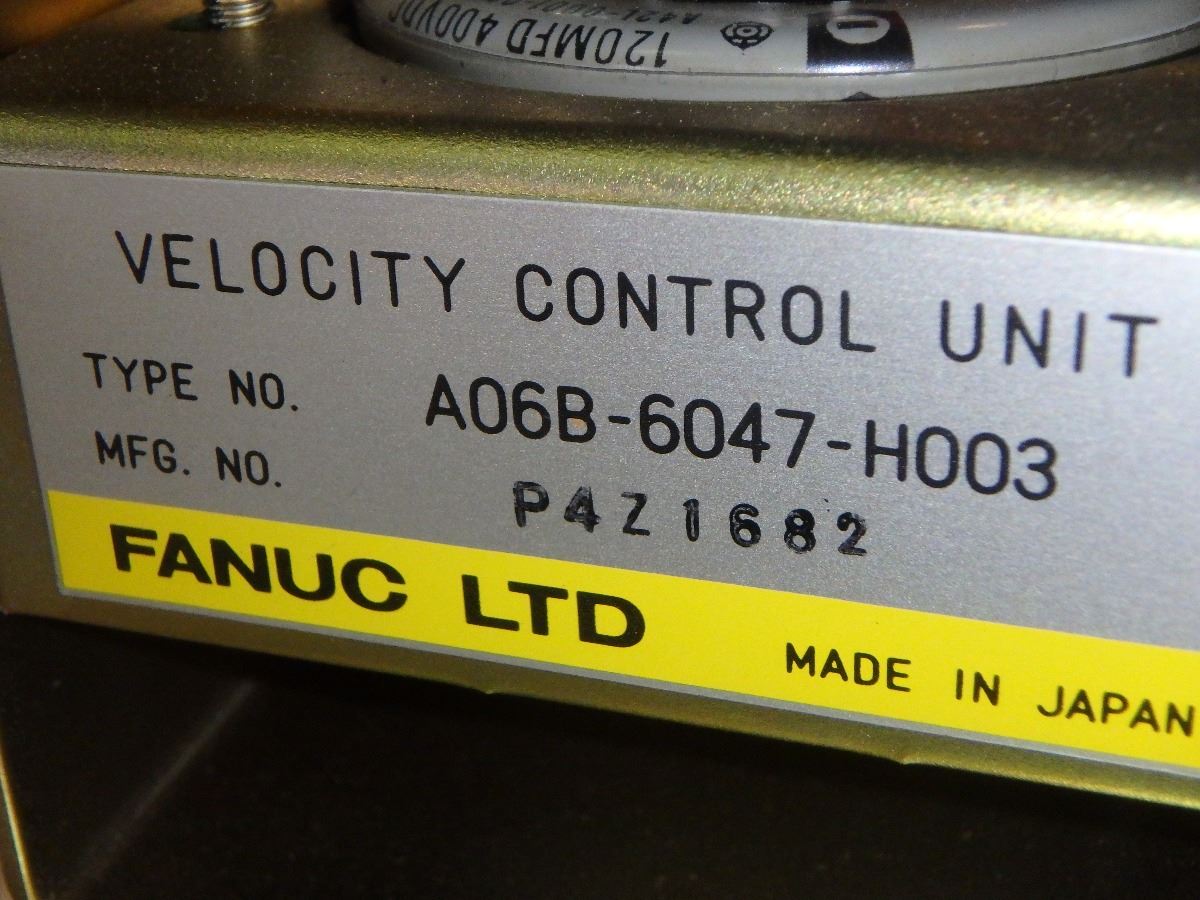 120MFD 400VDC
VELOCITY CONTROL UNIT
TYPE NO. A06B-6047-H003
MFG. NO. P4Z1682
FANUC LTD
MADE IN JAPAN